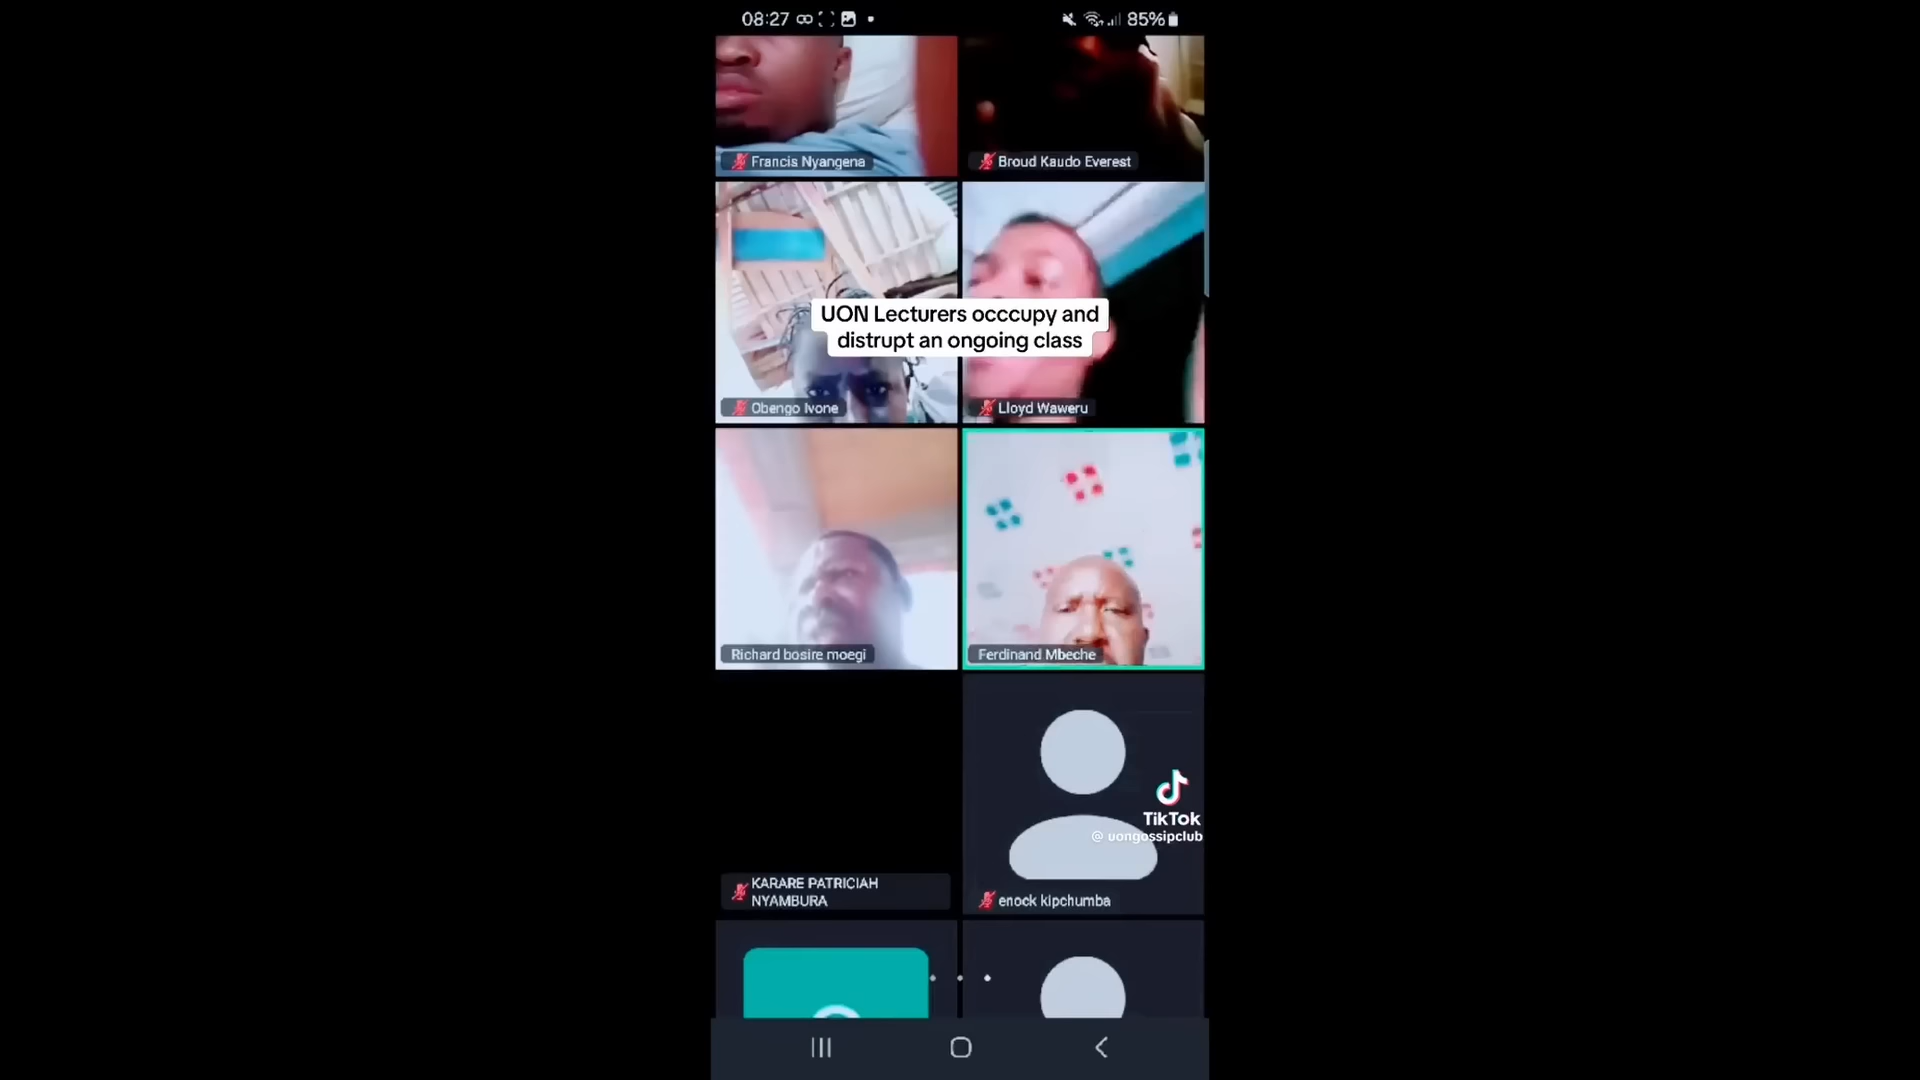 08:27
85%
Francis Nyangena
Broud Kaudo Everest
UON Lecturers occcupy and
distrupt an ongoing class
Obengo Ivone
Lloyd Waweru
Richard bosire moegi
Ferdinand Mbeche
TikTok
@ uongossipclub
KARARE PATRICIAH
NYAMBURA
enock kipchumba